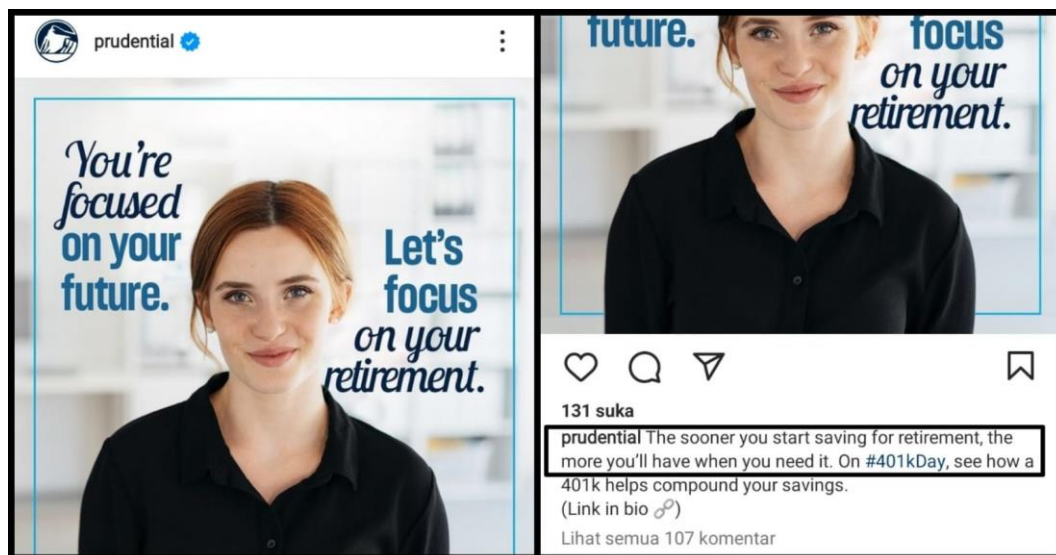 prudential
You're
focused
on your
future.
Let's
focus
on your
retirement.
future.
focus
on your
retirement.
131 suka
prudential The sooner you start saving for retirement, the
more you'll have when you need it. On #401kDay, see how a
401k helps compound your savings.
(Link in bio 🔗)
Lihat semua 107 komentar